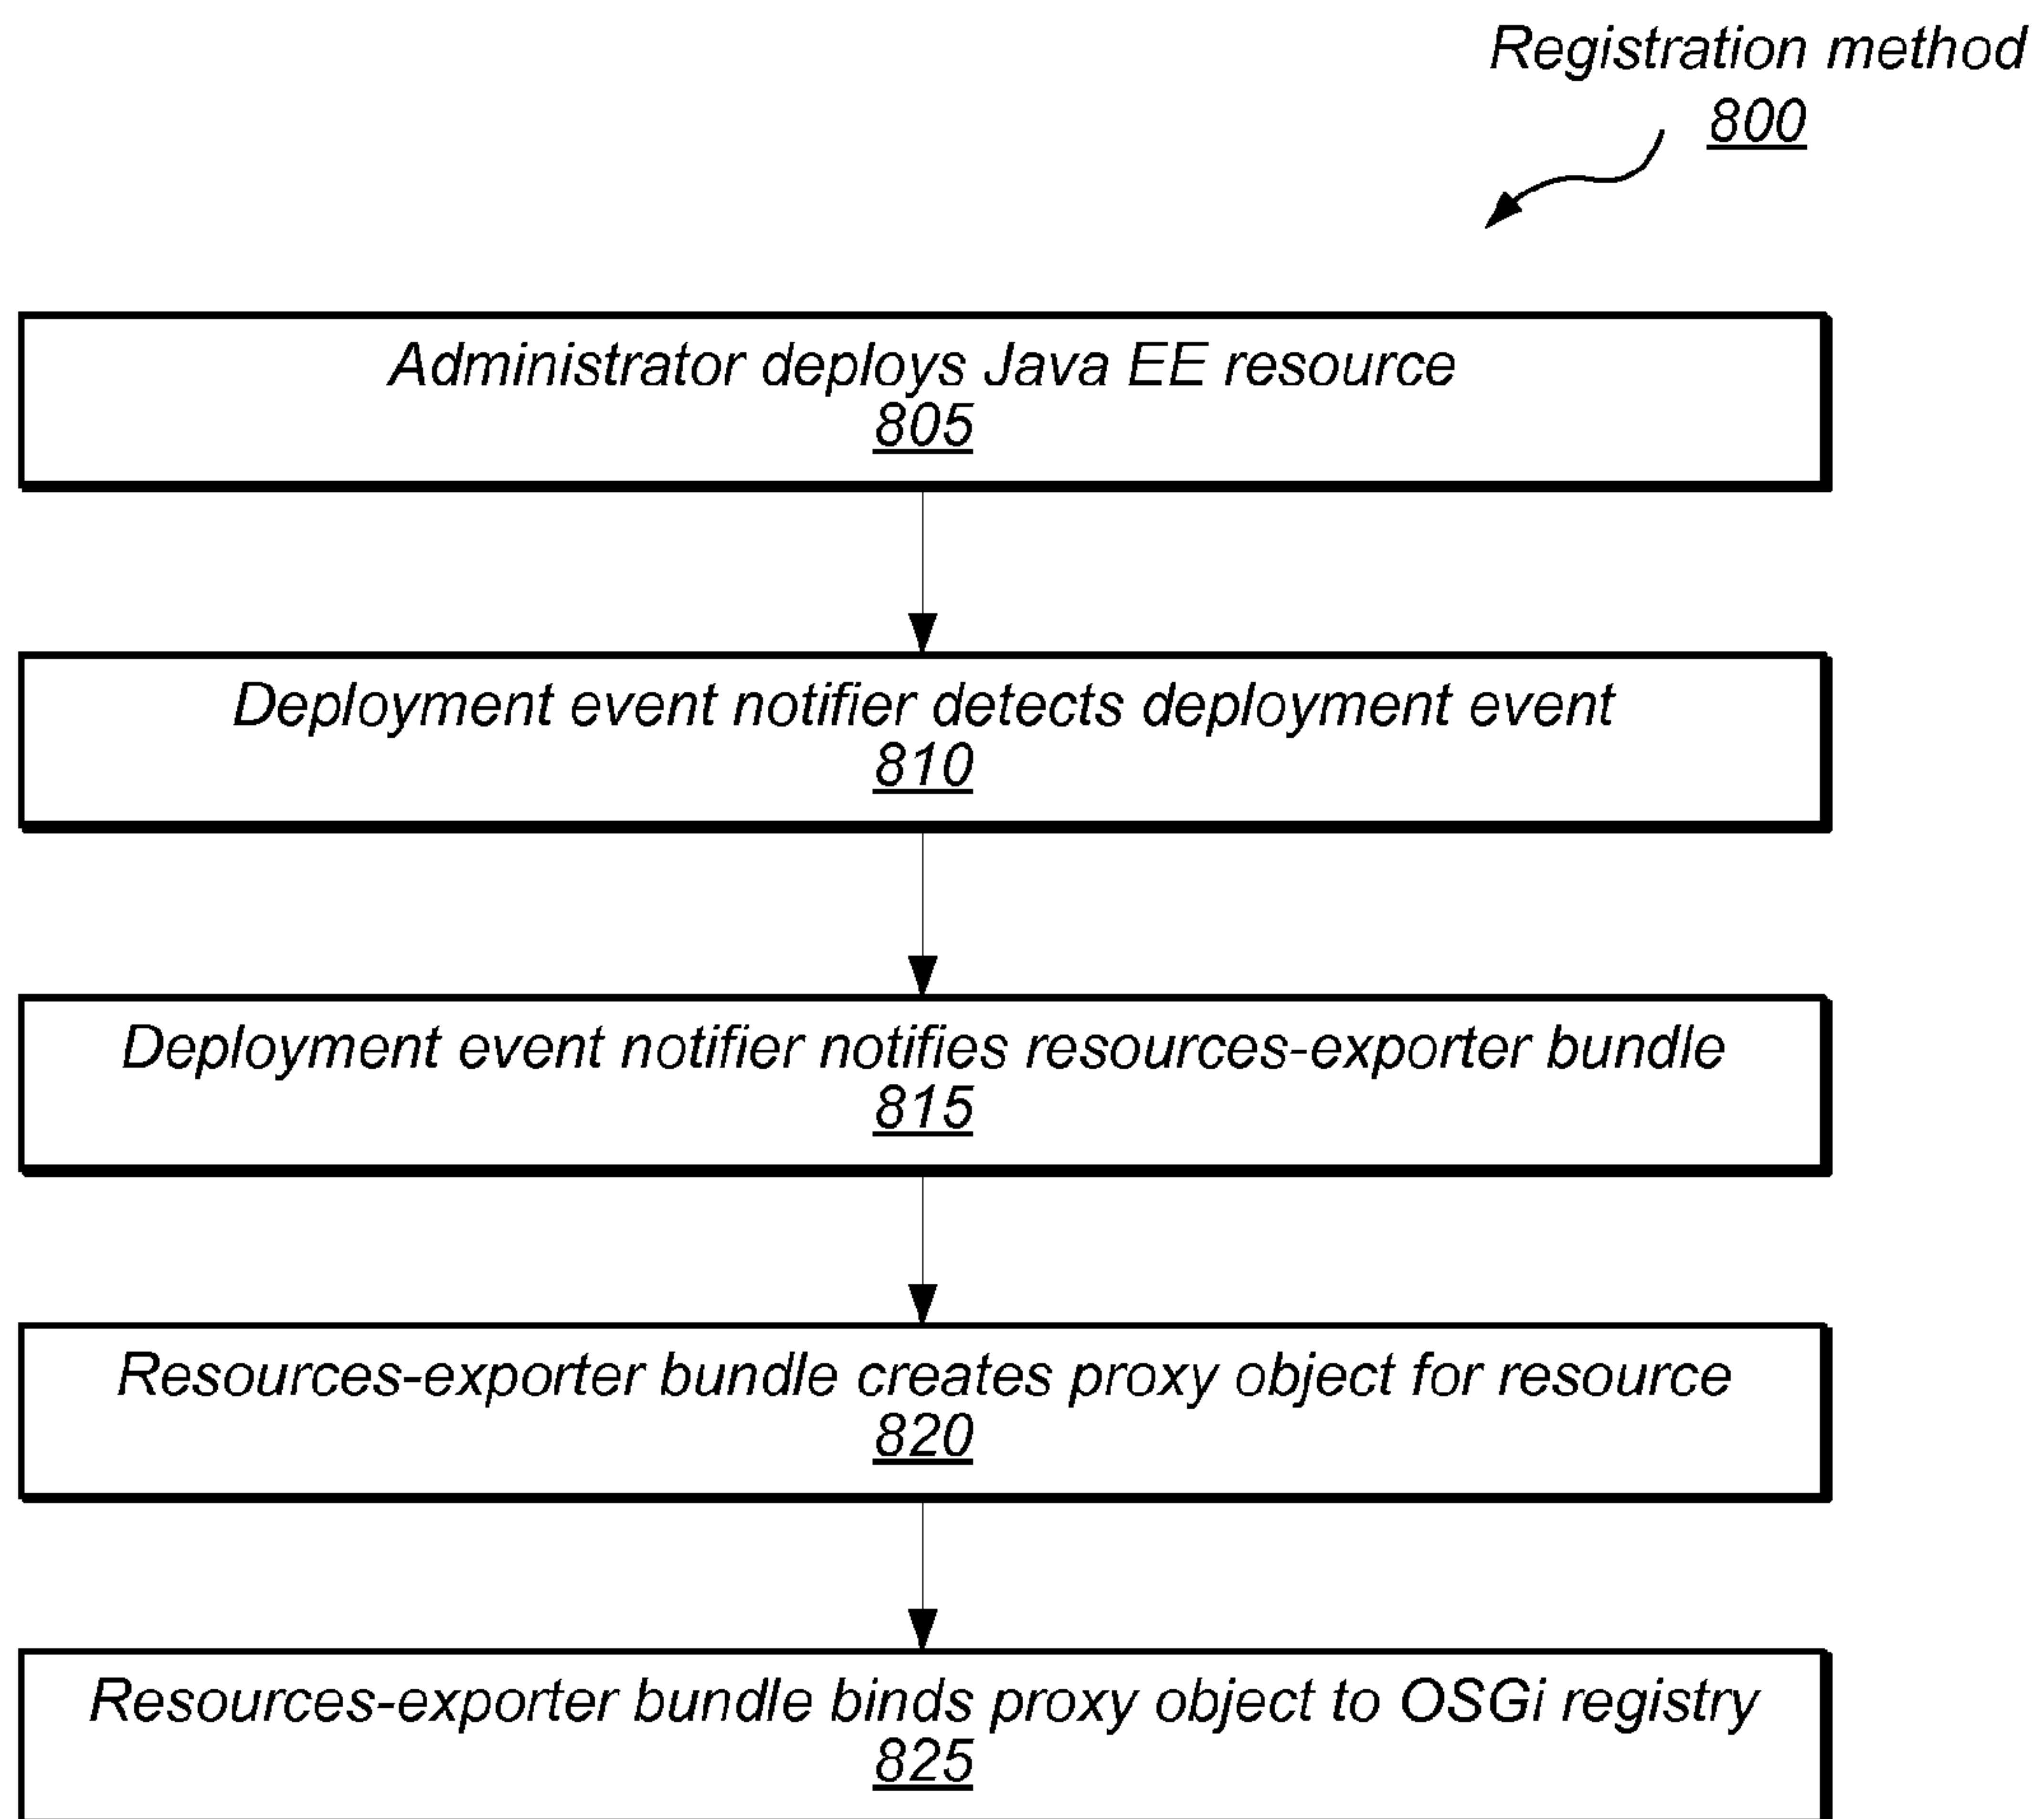 Registration method
800
Administrator deploys Java EE resource
805
Deployment event notifier detects deployment event
810
Deployment event notifier notifies resources-exporter bundle
815
Resources-exporter bundle creates proxy object for resource
820
Resources-exporter bundle binds proxy object to OSGi registry
825